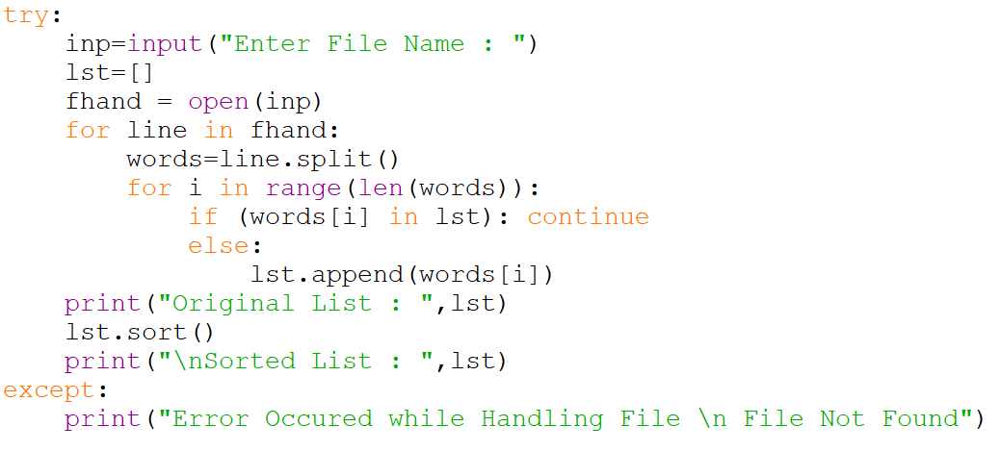 try:
    inp=input("Enter File Name : ")
    lst=[]
    fhand = open(inp)
    for line in fhand:
        words=line.split()
        for i in range(len(words)):
            if (words[i] in lst): continue
            else:
                lst.append(words[i])
    print("Original List : ",lst)
    lst.sort()
    print("\nSorted List : ",lst)
except:
    print("Error Occured while Handling File \n File Not Found")